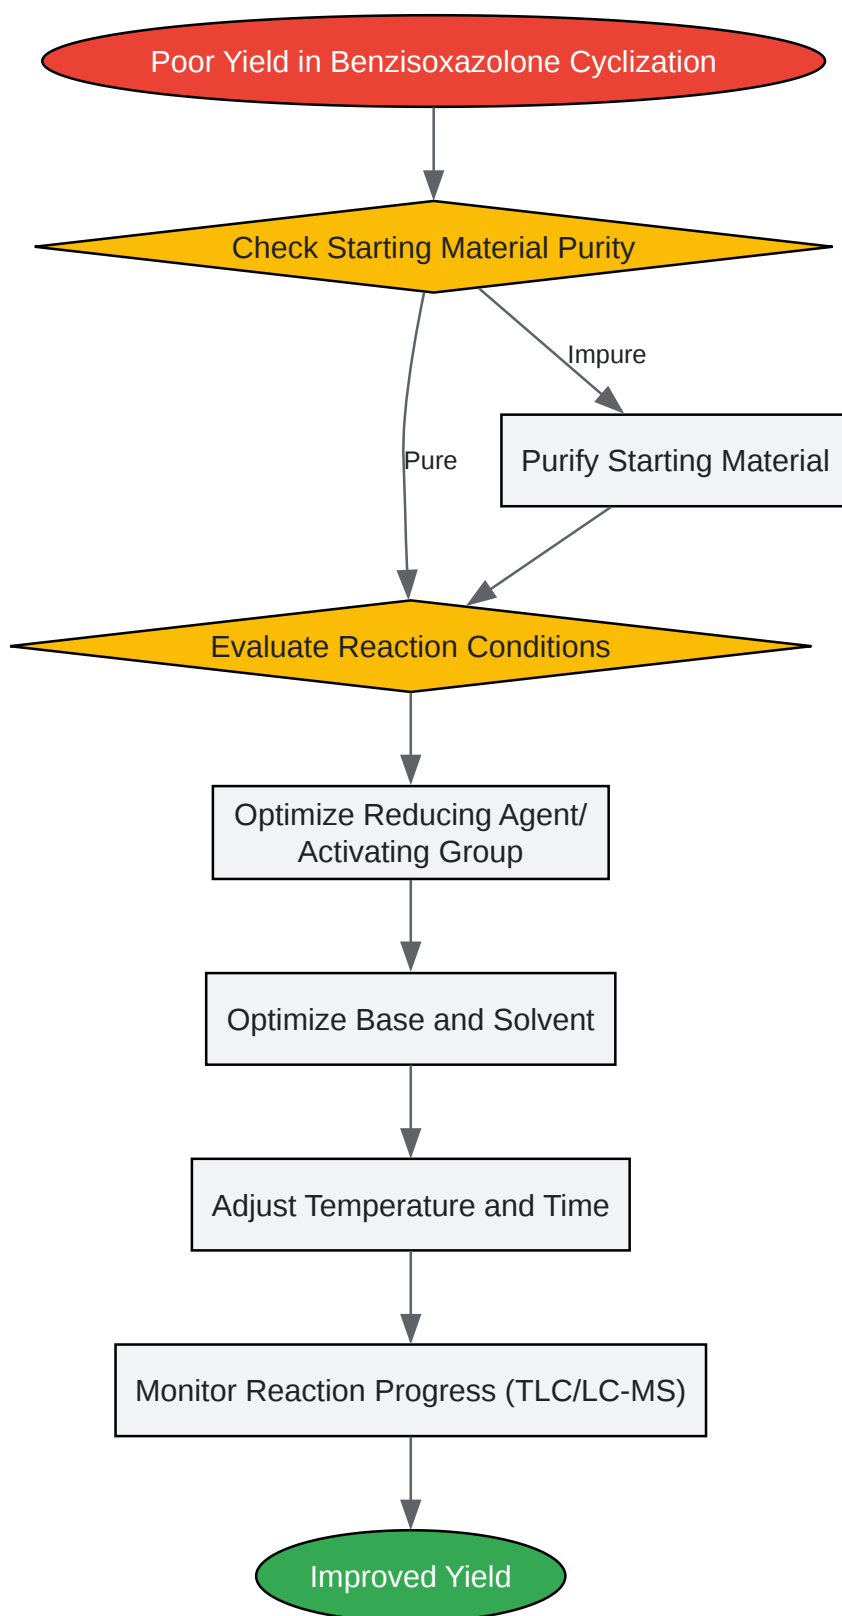 Poor Yield in Benzisoxazolone Cyclization
Check Starting Material Purity
Impure
Purify Starting Material
Pure
Evaluate Reaction Conditions
Optimize Reducing Agent/
Activating Group
Optimize Base and Solvent
Adjust Temperature and Time
Monitor Reaction Progress (TLC/LC-MS)
Improved Yield